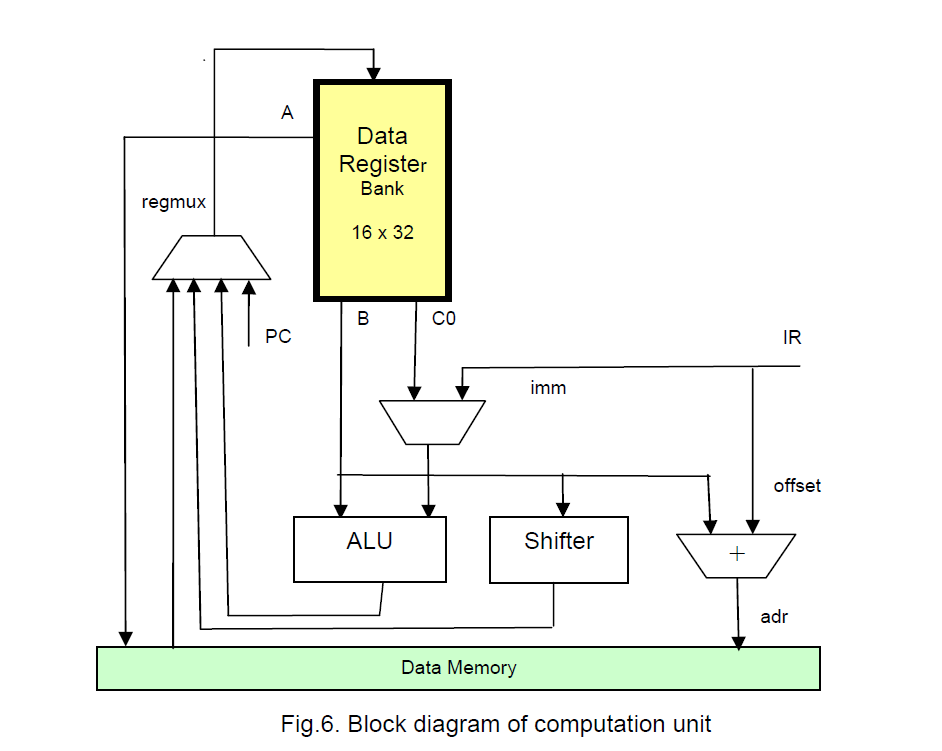 A
Data
Register
Bank
16 x 32
regmux
B
C0
PC
IR
imm
offset
ALU
Shifter
+
adr
Data Memory
Fig.6. Block diagram of computation unit